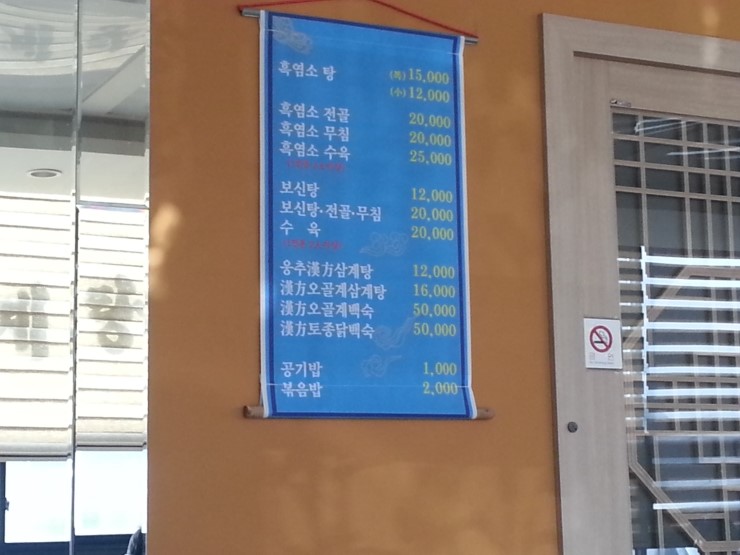 흑염소 탕 (특) 15,000
(小) 12,000
흑염소 전골 20,000
흑염소 무침 20,000
흑염소 수육 25,000
보신탕 12,000
보신탕·전골·무침 20,000
수 육 20,000
웅추漢方삼계탕 12,000
漢方오골계삼계탕 16,000
漢方오골계백숙 50,000
漢方토종닭백숙 50,000
공기밥 1,000
볶음밥 2,000